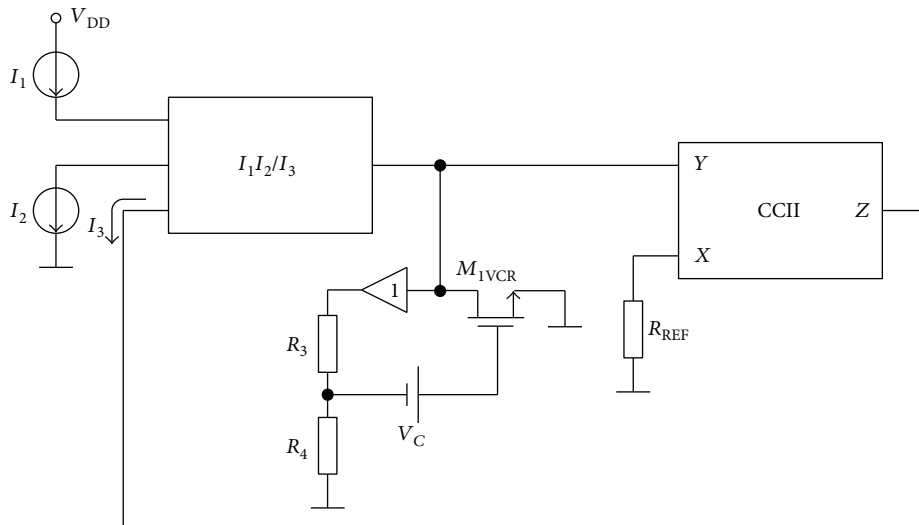 V_DD
I_1
I_1I_2/I_3
Y
CCII
Z
I_2
I_3
X
M_1VCR
1
R_3
R_REF
V_C
R_4